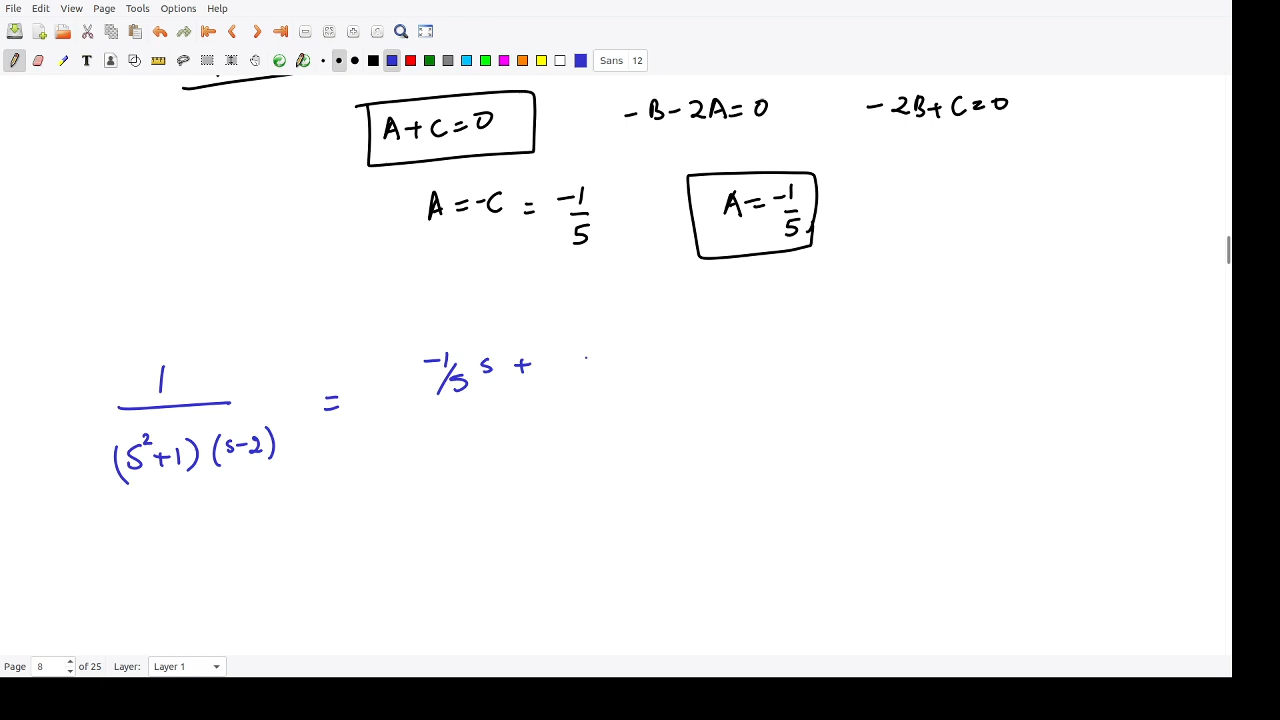 File Edit View Page Tools Options Help
T Sans 12
A + C = 0 - B - 2A = 0 - 2B + C = 0
A = -C = -1/5 A = -1/5
1/((s²+1)(s-2)) = -1/5 s +
Page 8 of 25 Layer: Layer 1